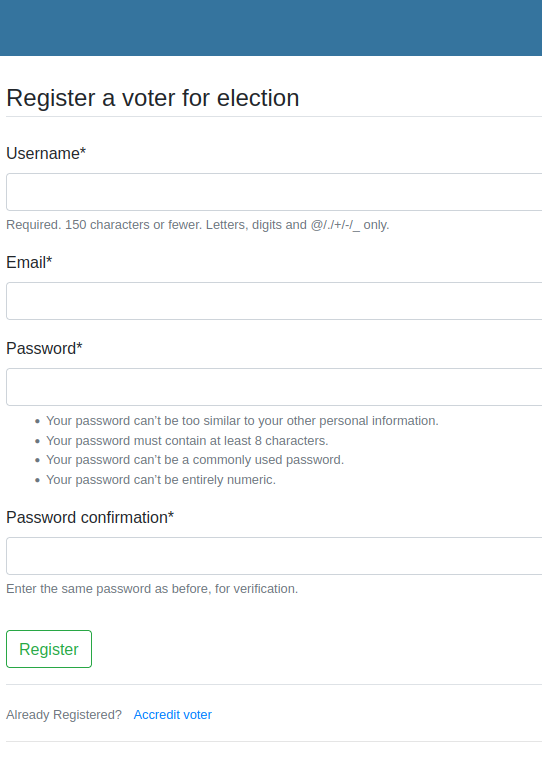 Register a voter for election
Username*
Required. 150 characters or fewer. Letters, digits and @/./+/-/_ only.
Email*
Password*
• Your password can’t be too similar to your other personal information.
• Your password must contain at least 8 characters.
• Your password can’t be a commonly used password.
• Your password can’t be entirely numeric.
Password confirmation*
Enter the same password as before, for verification.
Register
Already Registered? Accredit voter